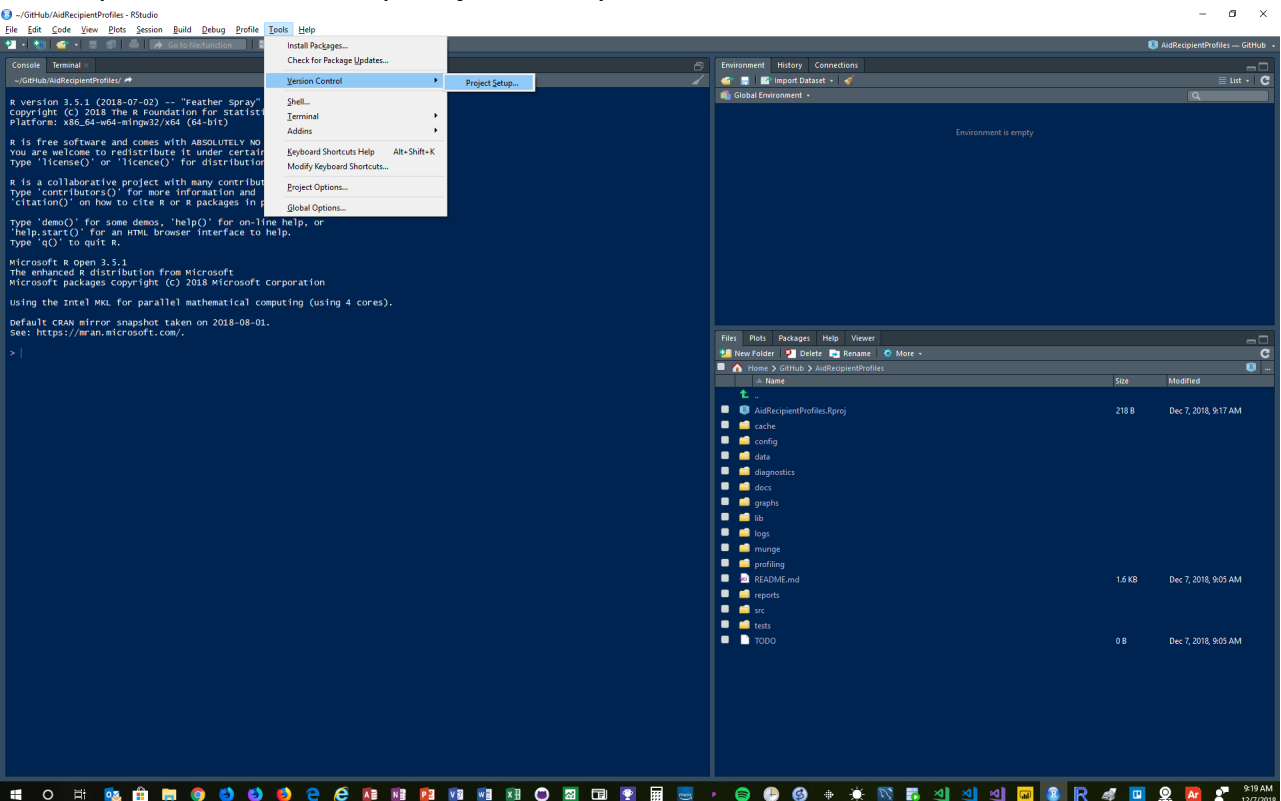 ~/GitHub/AidRecipientProfiles - RStudio
File Edit Code View Plots Session Build Debug Profile Tools Help
Go to file/function
AidRecipientProfiles — GitHub
Install Packages...
Check for Package Updates...
Version Control
Project Setup...
Shell...
Terminal
Addins
Keyboard Shortcuts Help Alt+Shift+K
Modify Keyboard Shortcuts...
Project Options...
Global Options...
Console Terminal
~/GitHub/AidRecipientProfiles/
R version 3.5.1 (2018-07-02) -- "Feather Spray"
Copyright (C) 2018 The R Foundation for Statisti
Platform: x86_64-w64-mingw32/x64 (64-bit)
R is free software and comes with ABSOLUTELY NO
You are welcome to redistribute it under certain
Type 'license()' or 'licence()' for distribution
R is a collaborative project with many contribut
Type 'contributors()' for more information and
'citation()' on how to cite R or R packages in p
Type 'demo()' for some demos, 'help()' for on-line help, or
'help.start()' for an HTML browser interface to help.
Type 'q()' to quit R.
Microsoft R Open 3.5.1
The enhanced R distribution from Microsoft
Microsoft packages Copyright (C) 2018 Microsoft Corporation
Using the Intel MKL for parallel mathematical computing (using 4 cores).
Default CRAN mirror snapshot taken on 2018-08-01.
See: https://mran.microsoft.com/.
>
Environment History Connections
Import Dataset List
Global Environment
Environment is empty
Files Plots Packages Help Viewer
New Folder Delete Rename More
Home > GitHub > AidRecipientProfiles ...
Name Size Modified
..
AidRecipientProfiles.Rproj 218 B Dec 7, 2018, 9:17 AM
cache
config
data
diagnostics
docs
graphs
lib
logs
munge
profiling
README.md 1.6 KB Dec 7, 2018, 9:05 AM
reports
src
tests
TODO 0 B Dec 7, 2018, 9:05 AM
9:19 AM